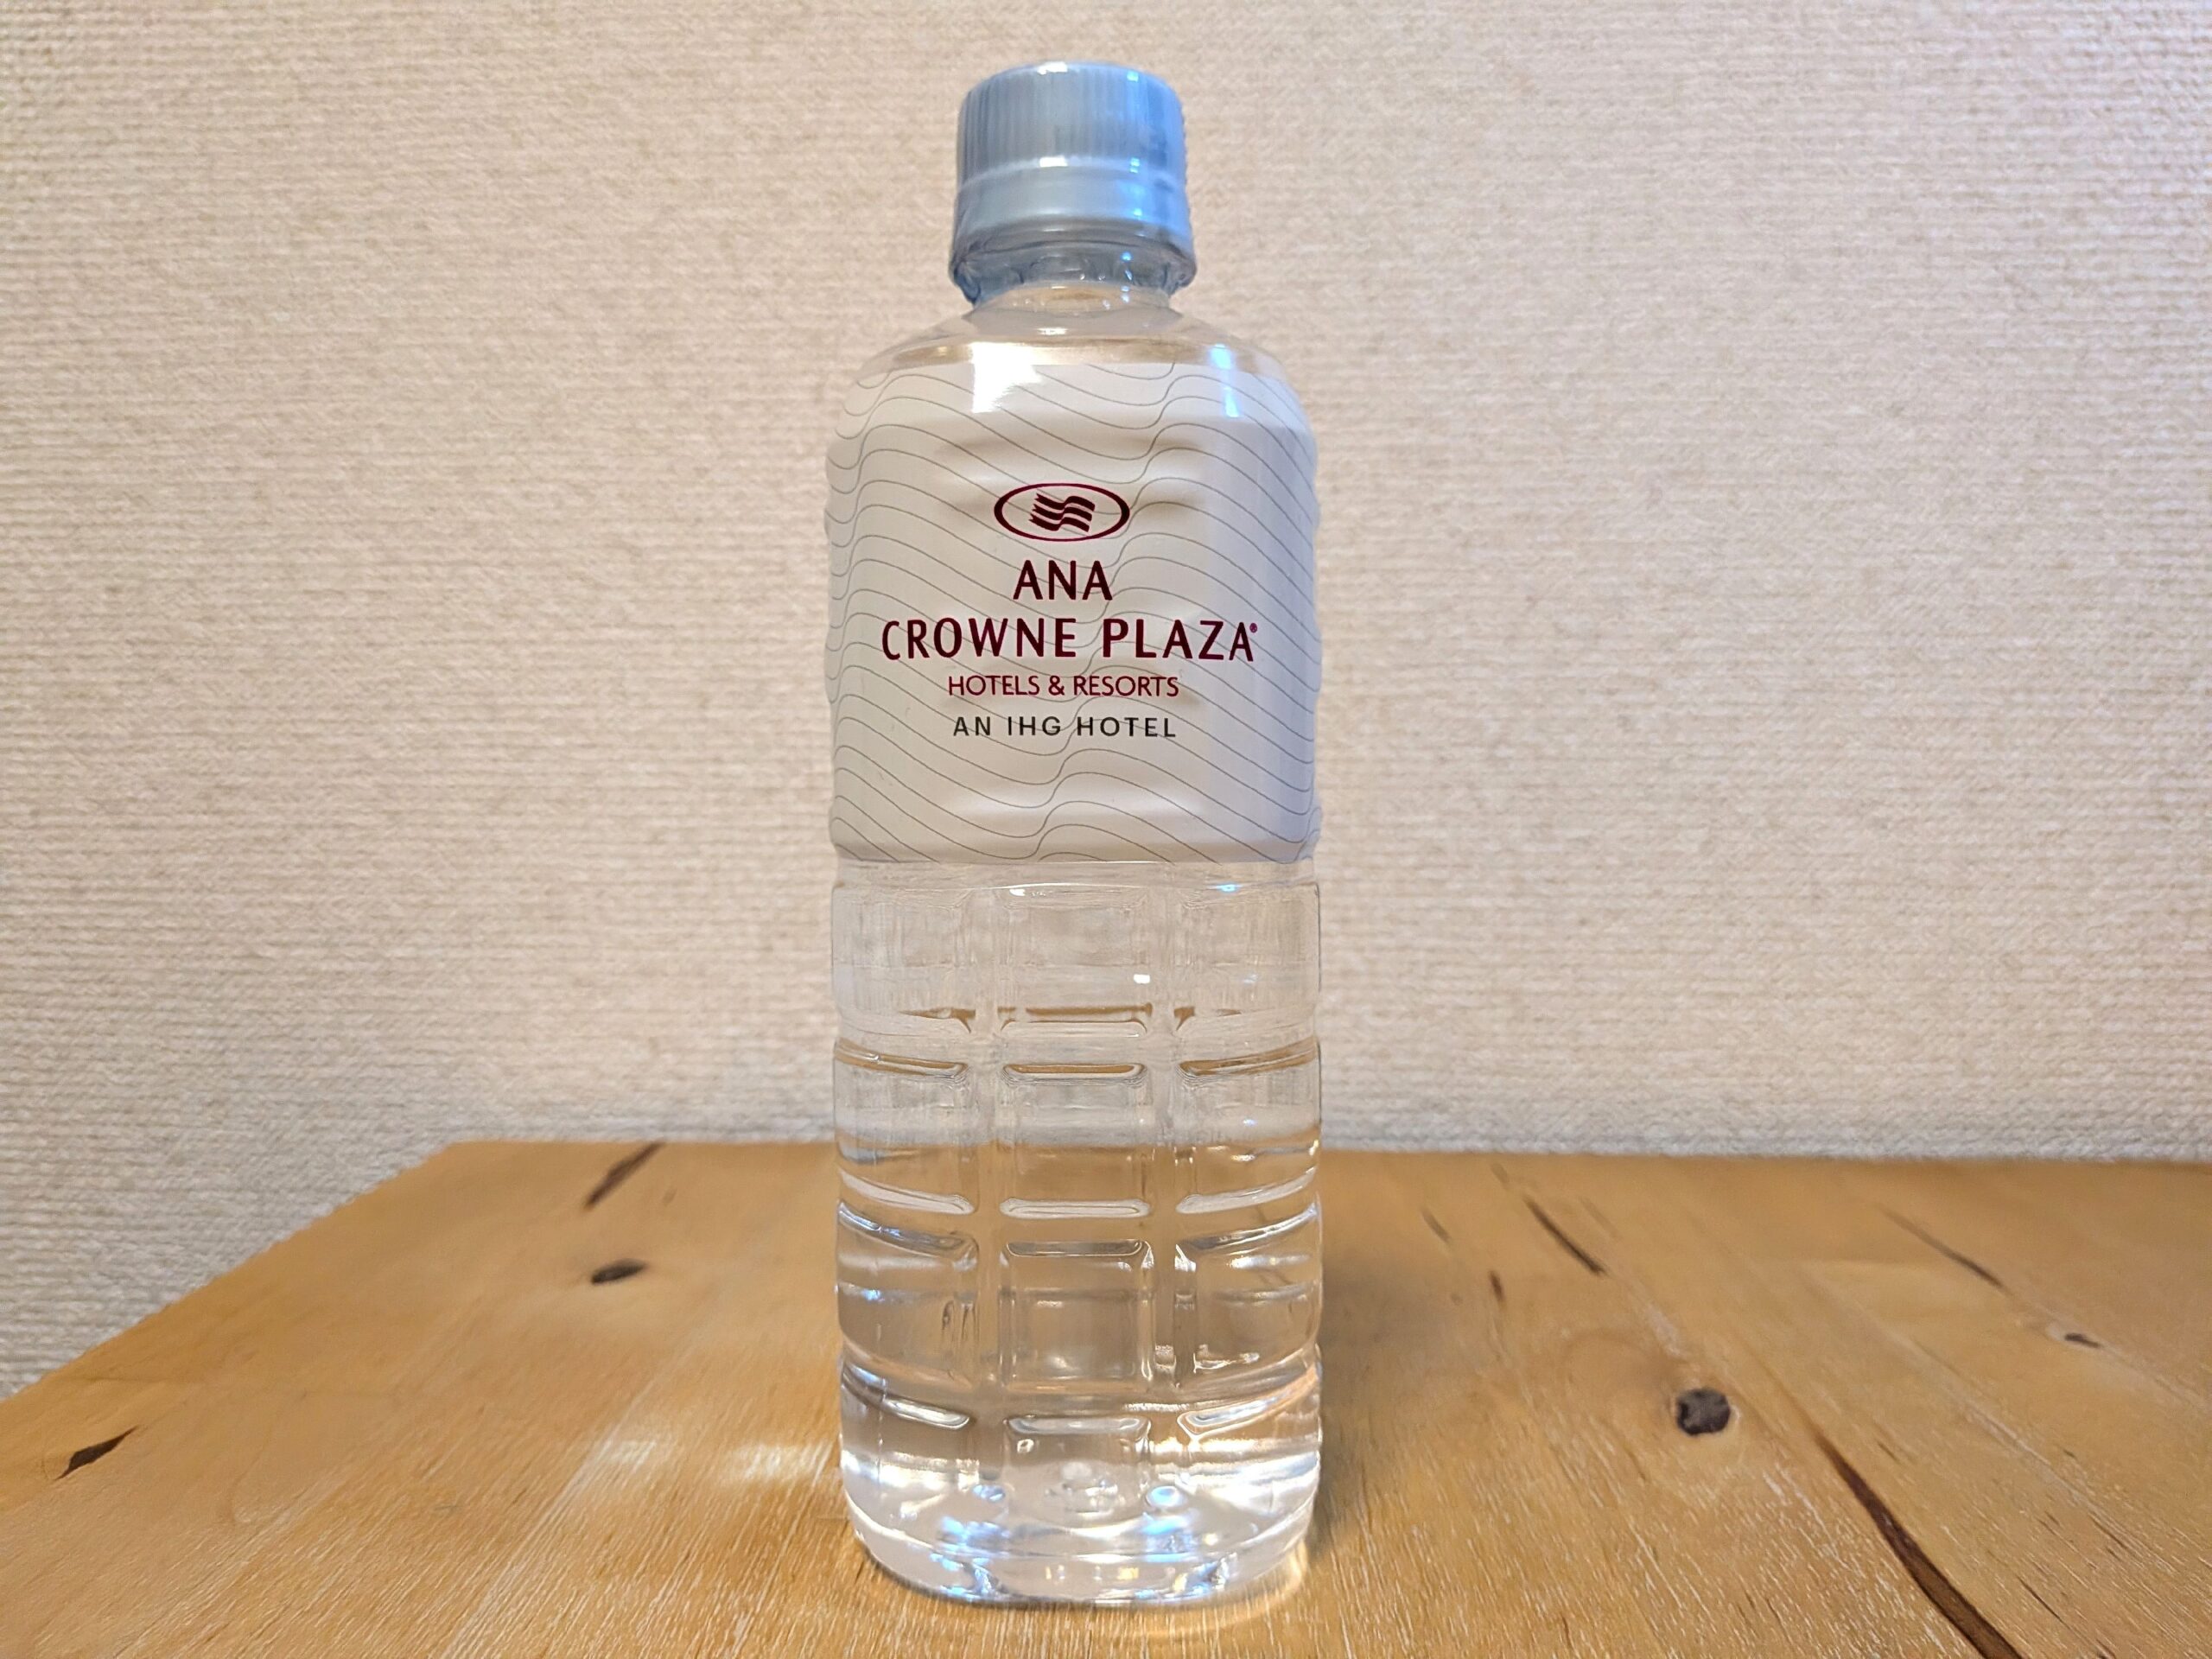 ANA
CROWNE PLAZA®
HOTELS & RESORTS
AN IHG HOTEL